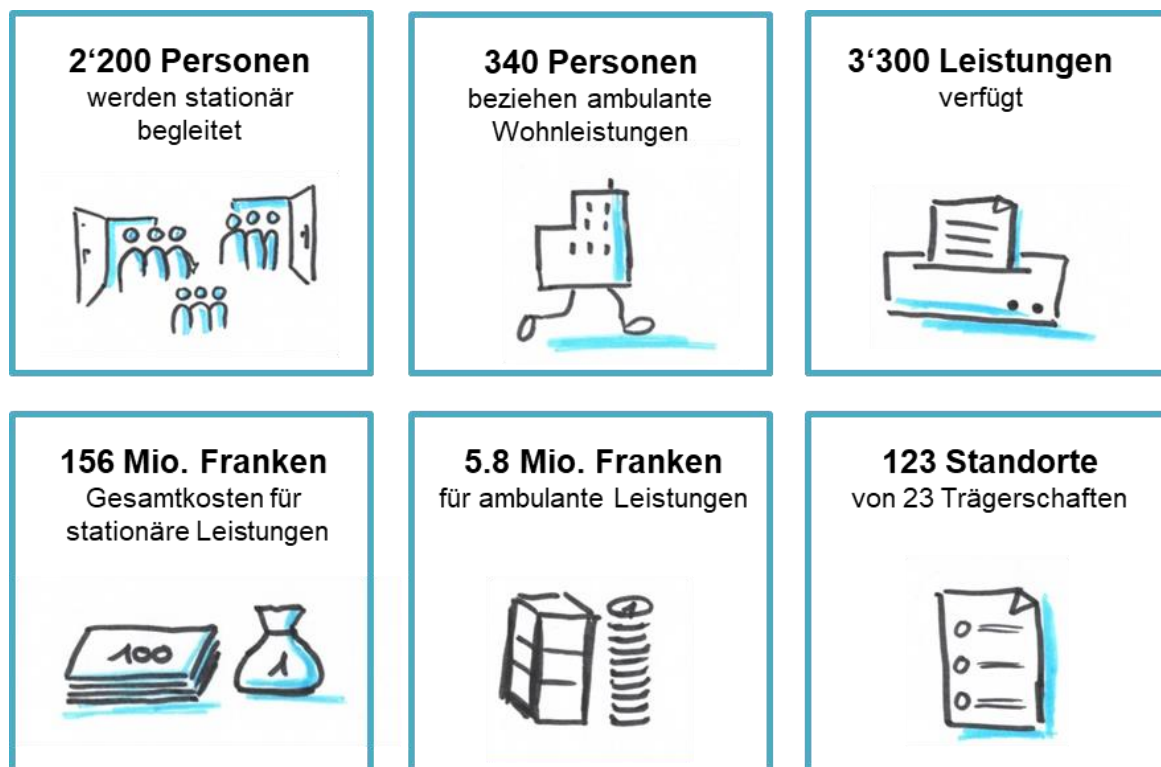 2‘200 Personen
werden stationär
begleitet
340 Personen
beziehen ambulante
Wohnleistungen
3‘300 Leistungen
verfügt
156 Mio. Franken
Gesamtkosten für
stationäre Leistungen
100
1
5.8 Mio. Franken
für ambulante Leistungen
1
123 Standorte
von 23 Trägerschaften